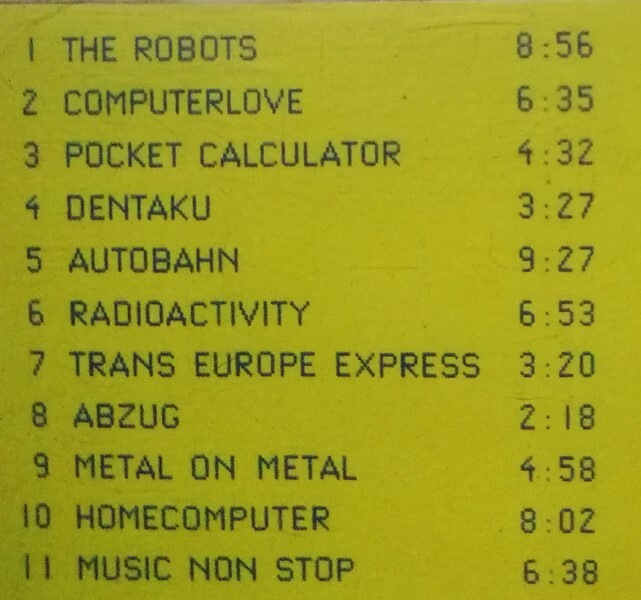 1 THE ROBOTS 8:56
2 COMPUTERLOVE 6:35
3 POCKET CALCULATOR 4:32
4 DENTAKU 3:27
5 AUTOBAHN 9:27
6 RADIOACTIVITY 6:53
7 TRANS EUROPE EXPRESS 3:20
8 ABZUG 2:18
9 METAL ON METAL 4:58
10 HOMECOMPUTER 8:02
11 MUSIC NON STOP 6:38